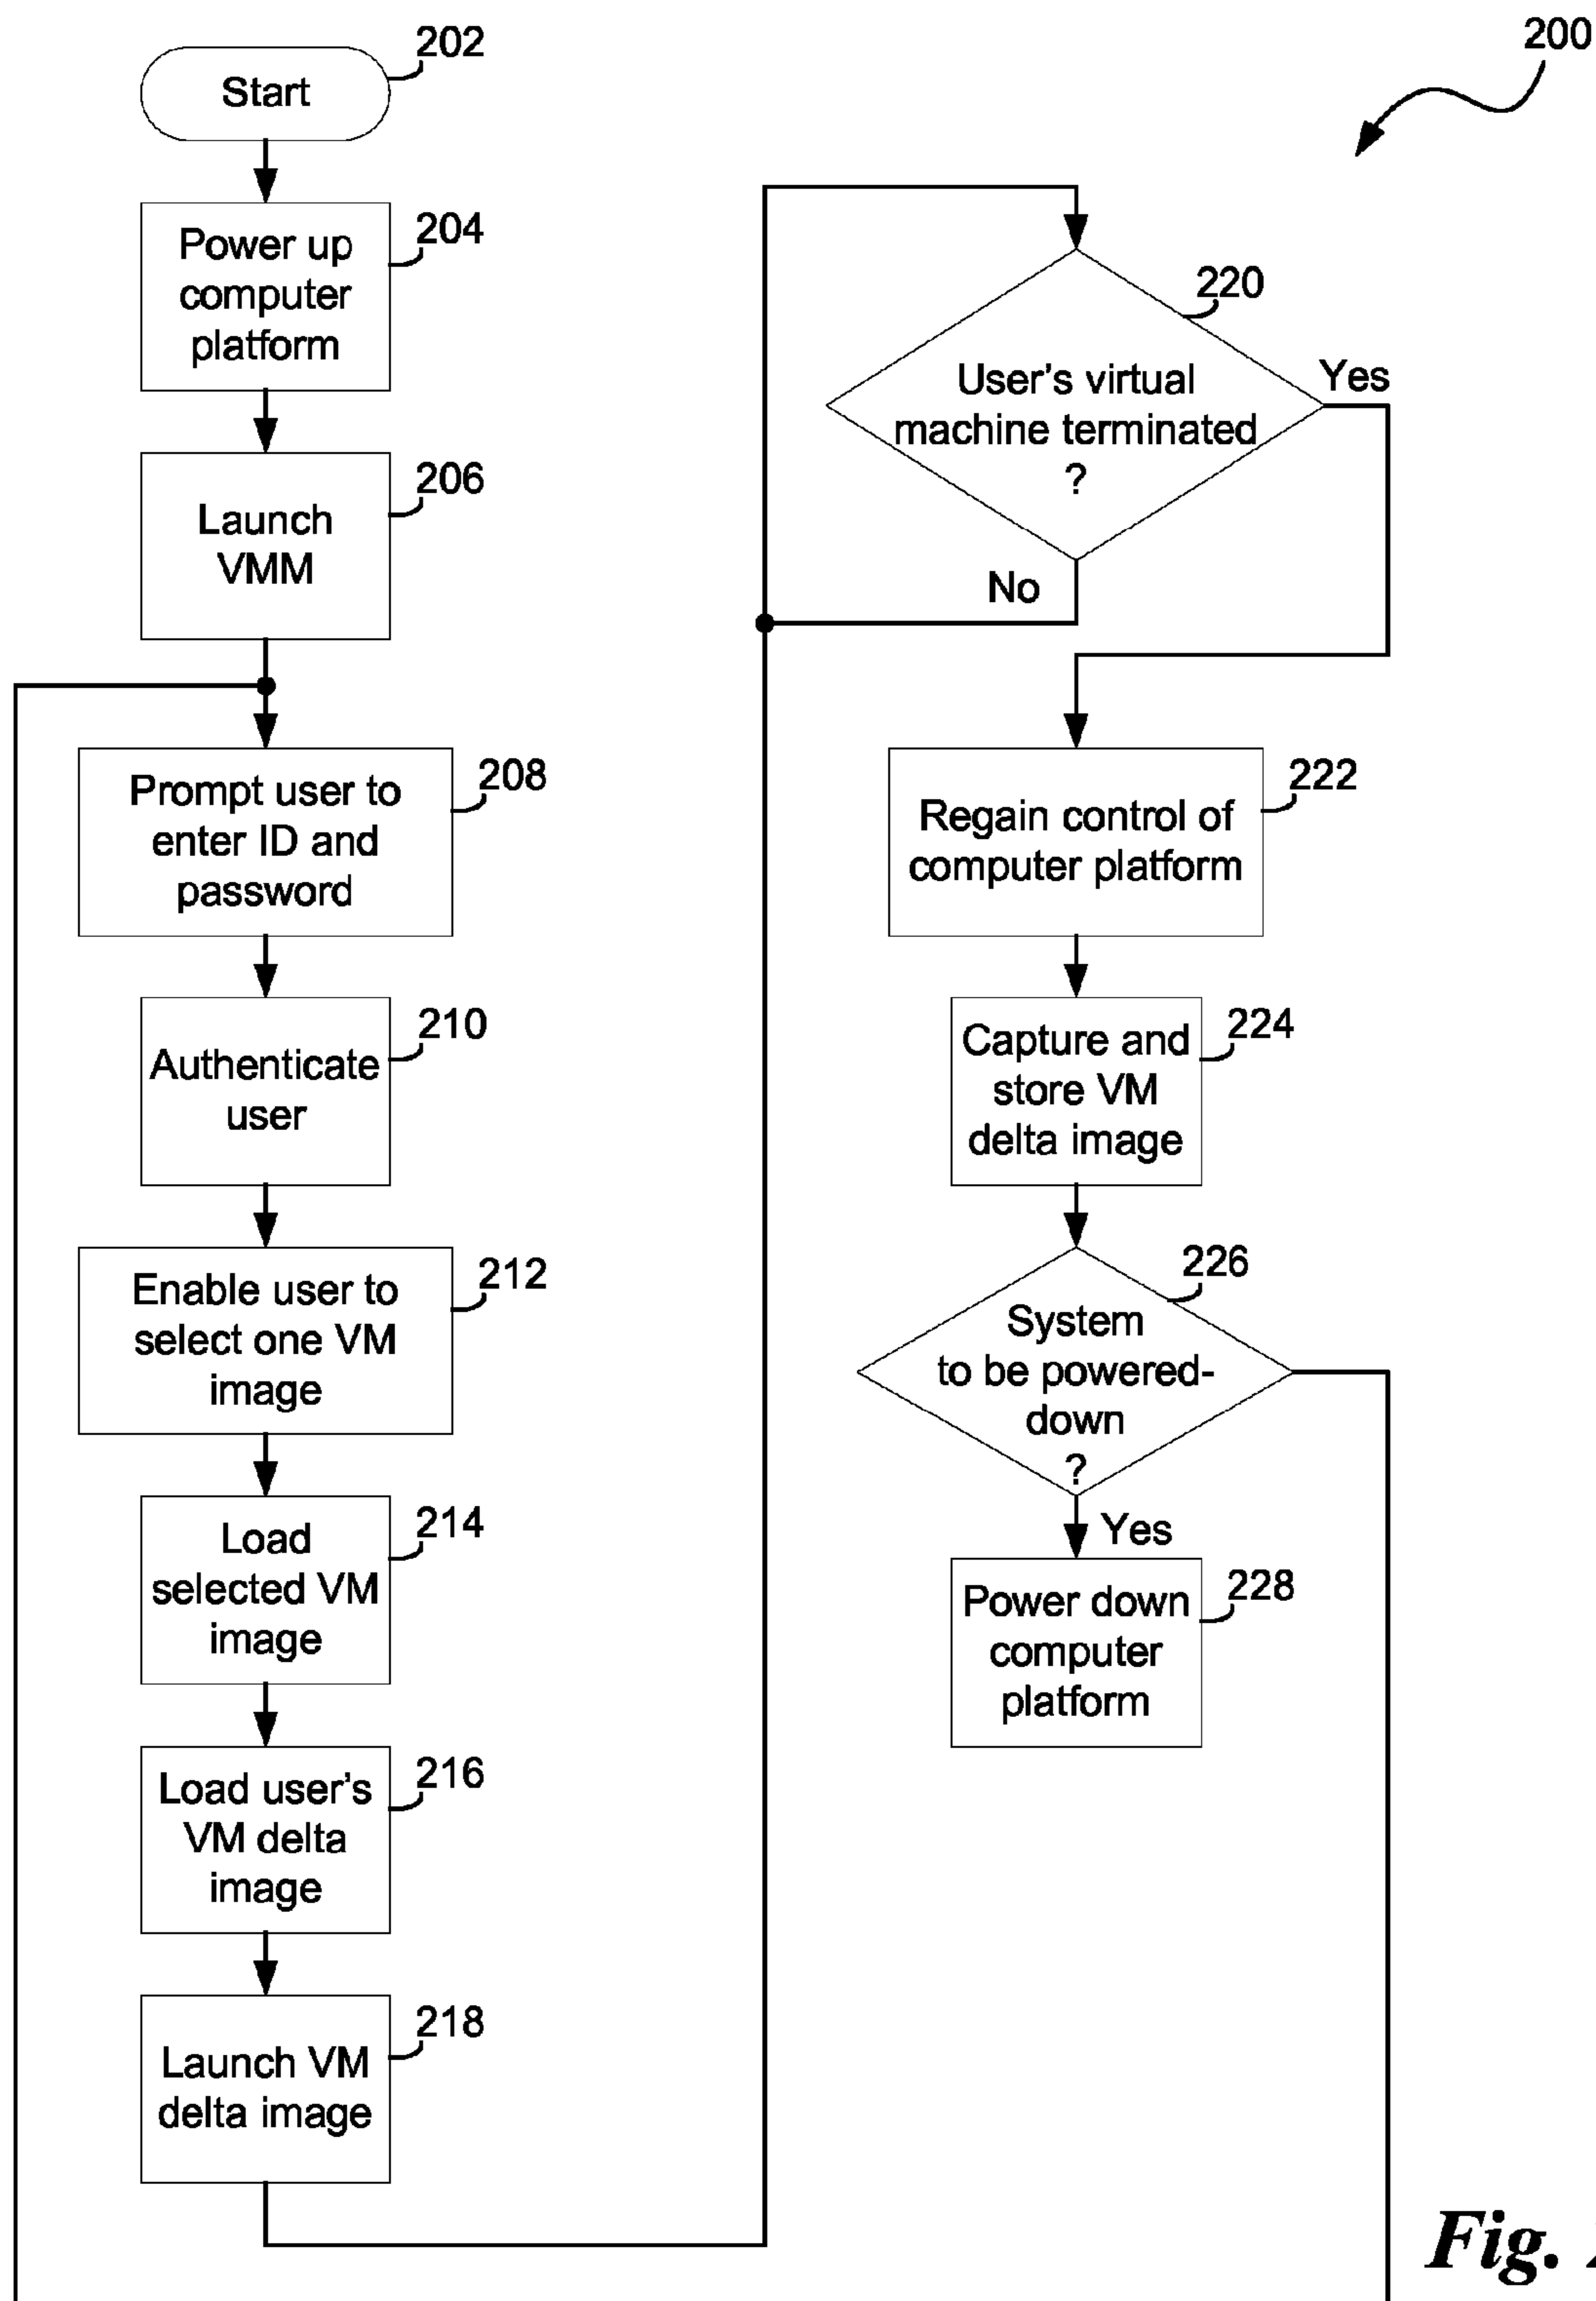 200
202
Start
204
Power up
computer
platform
206
Launch
VMM
208
Prompt user to
enter ID and
password
210
Authenticate
user
212
Enable user to
select one VM
image
214
Load
selected VM
image
216
Load user's
VM delta
image
218
Launch VM
delta image
220
User's virtual
machine terminated
?
Yes
No
222
Regain control of
computer platform
224
Capture and
store VM
delta image
226
System
to be powered-
down
?
Yes
228
Power down
computer
platform
Fig.